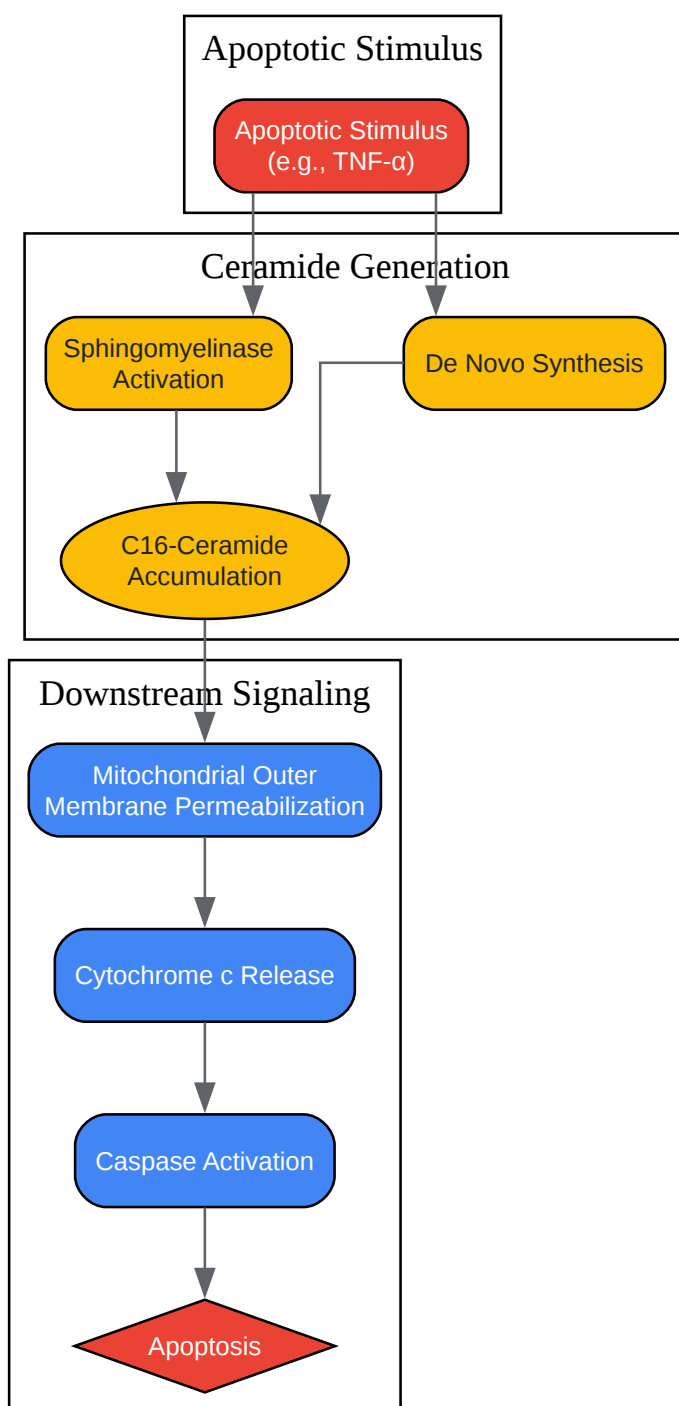 Apoptotic Stimulus
Apoptotic Stimulus
(e.g., TNF-α)
Ceramide Generation
Sphingomyelinase
Activation
De Novo Synthesis
C16-Ceramide
Accumulation
Downstream Signaling
Mitochondrial Outer
Membrane Permeabilization
Cytochrome c Release
Caspase Activation
Apoptosis